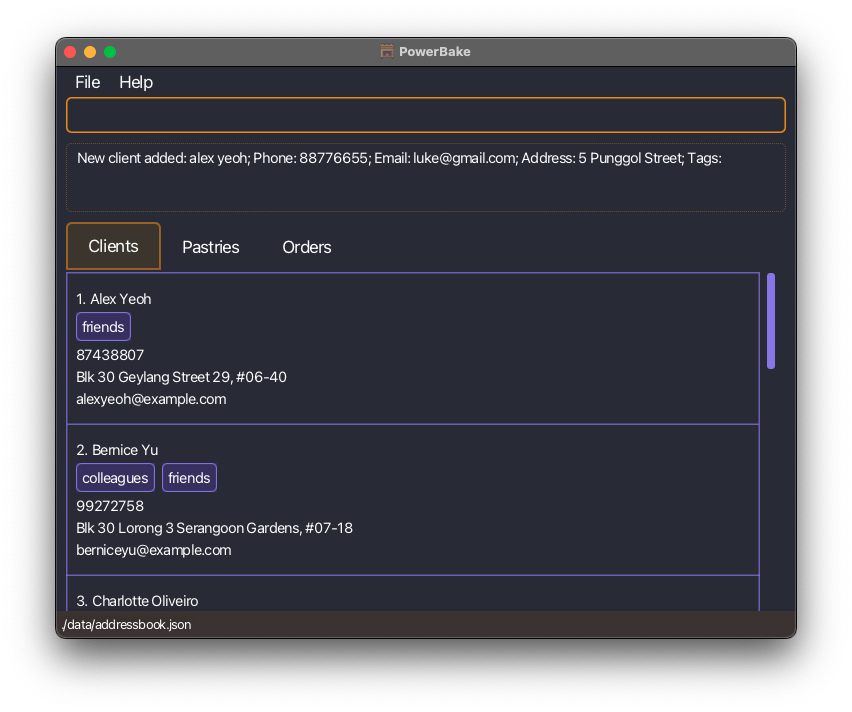 PowerBake
File Help
New client added: alex yeoh; Phone: 88776655; Email: luke@gmail.com; Address: 5 Punggol Street; Tags:
Clients Pastries Orders
1. Alex Yeoh
friends
87438807
Blk 30 Geylang Street 29, #06-40
alexyeoh@example.com
2. Bernice Yu
colleagues friends
99272758
Blk 30 Lorong 3 Serangoon Gardens, #07-18
berniceyu@example.com
3. Charlotte Oliveiro
./data/addressbook.json